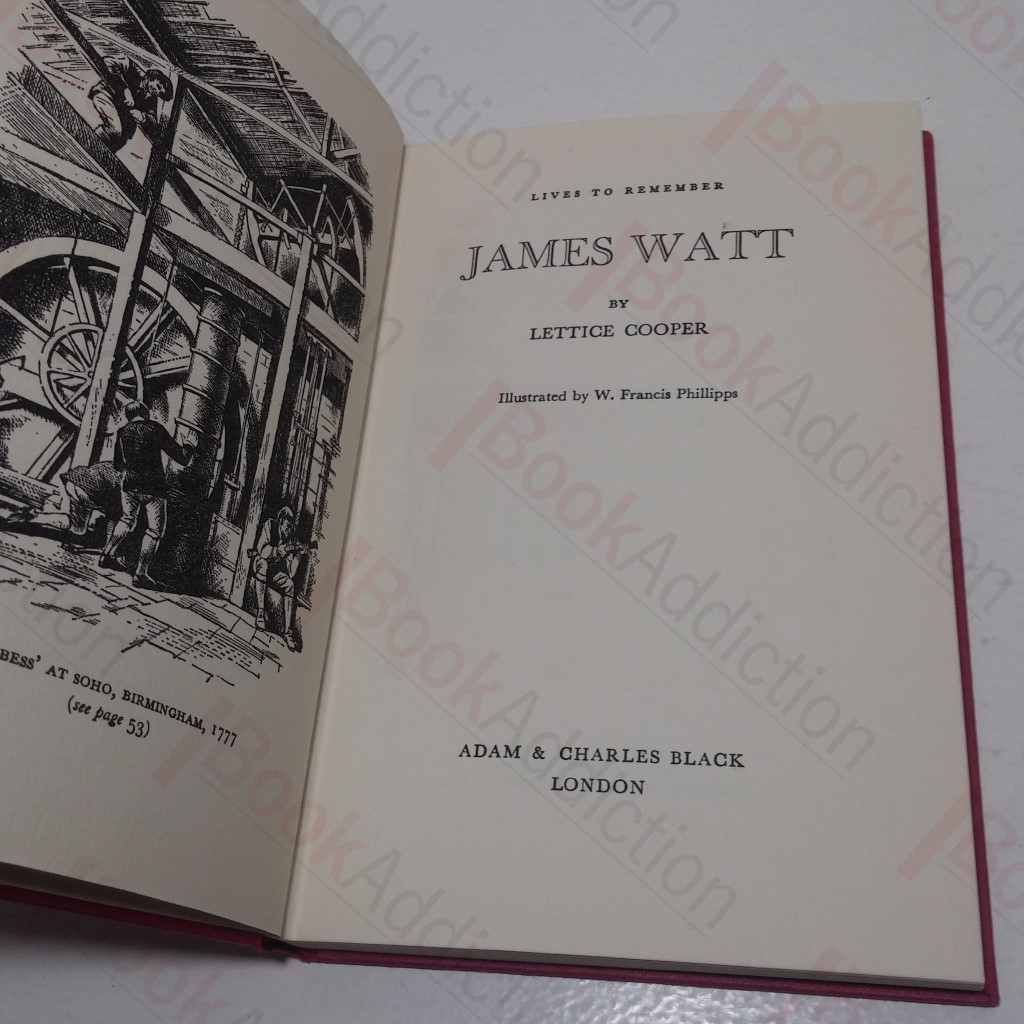 BESS' AT SOHO, BIRMINGHAM, 1777
(see page 53)
LIVES TO REMEMBER
JAMES WATT
BY
LETTICE COOPER
Illustrated by W. Francis Phillipps
ADAM & CHARLES BLACK
LONDON
BookAddiction